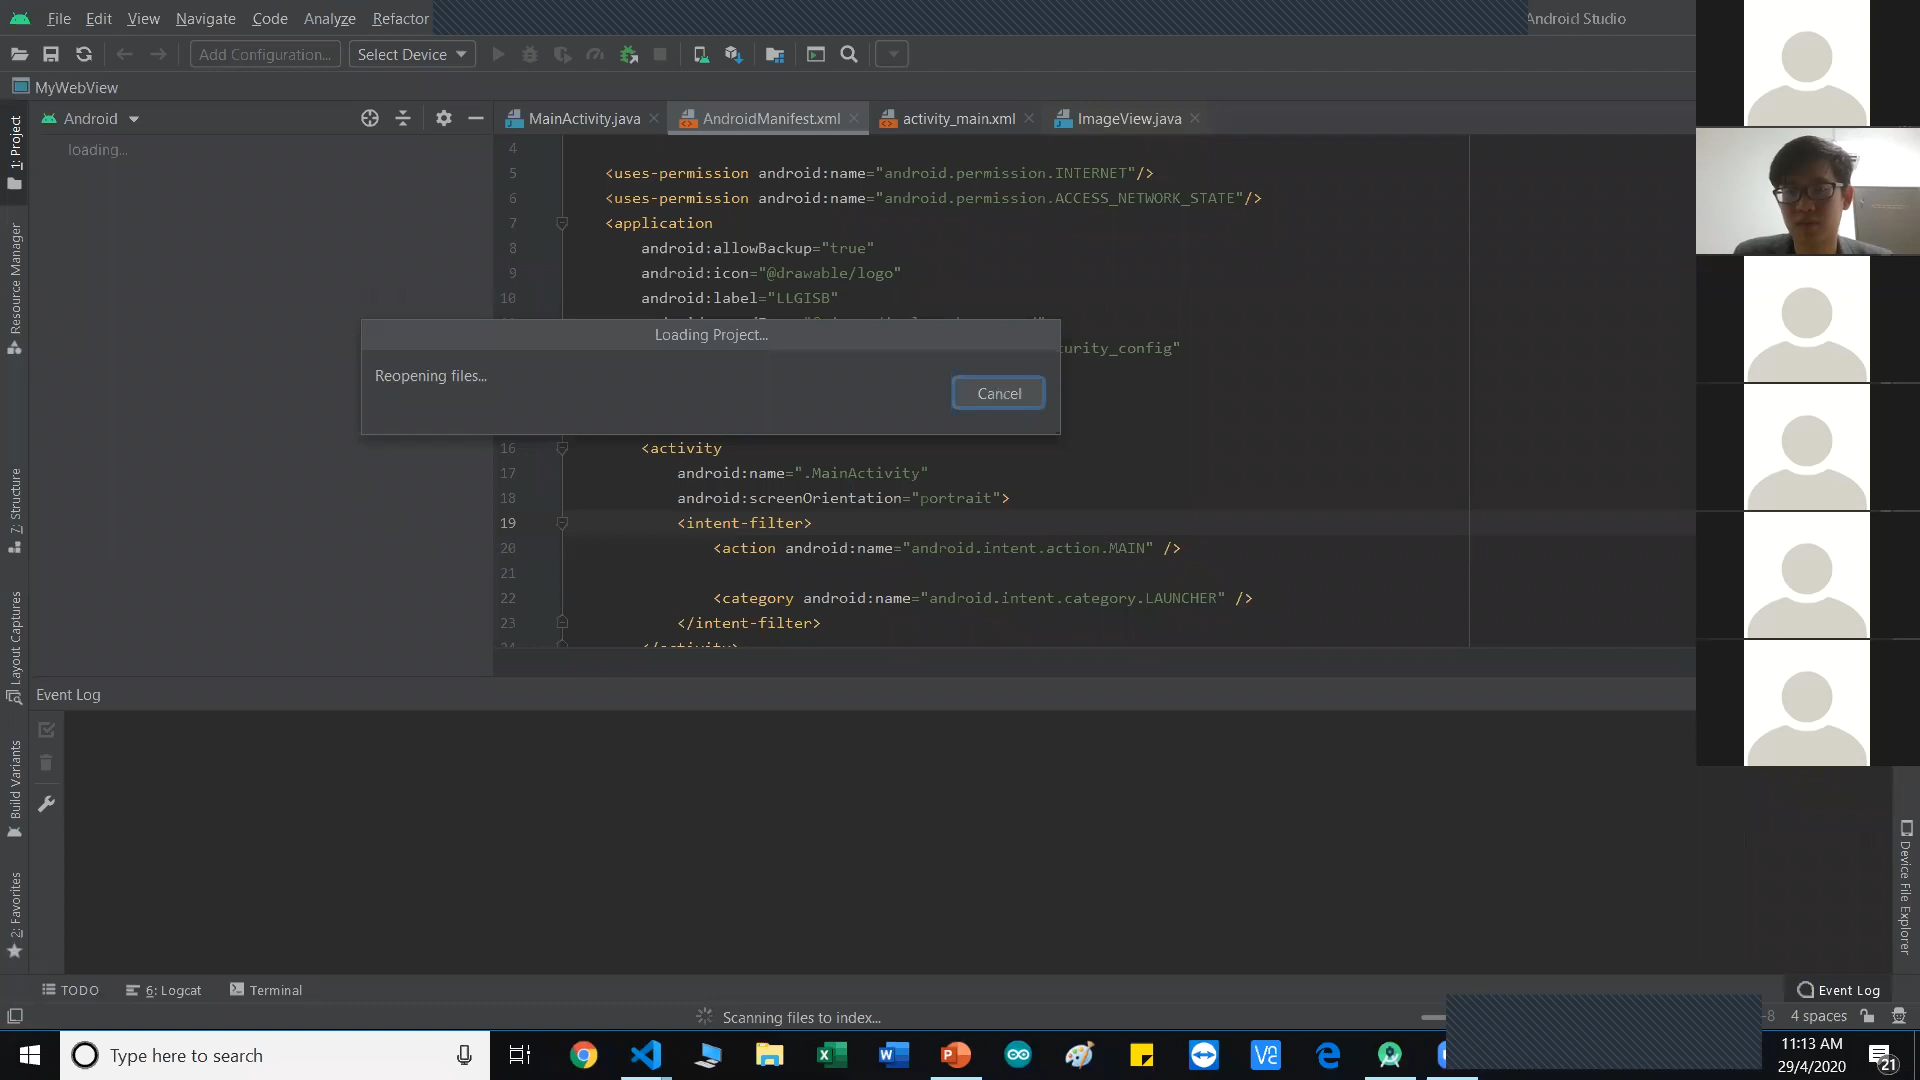 File Edit View Navigate Code Analyze Refactor
Android Studio
Add Configuration... Select Device
MyWebView
1: Project
Resource Manager
7: Structure
Layout Captures
Build Variants
2: Favorites
Android
loading...
MainActivity.java AndroidManifest.xml activity_main.xml ImageView.java
4
5 <uses-permission android:name="android.permission.INTERNET"/>
6 <uses-permission android:name="android.permission.ACCESS_NETWORK_STATE"/>
7 <application
8 android:allowBackup="true"
9 android:icon="@drawable/logo"
10 android:label="LLGISB"
urity_config"
Loading Project...
Reopening files...
Cancel
16 <activity
17 android:name=".MainActivity"
18 android:screenOrientation="portrait">
19 <intent-filter>
20 <action android:name="android.intent.action.MAIN" />
21
22 <category android:name="android.intent.category.LAUNCHER" />
23 </intent-filter>
24 </activity>
Event Log
Device File Explorer
TODO 6: Logcat Terminal
Event Log
Scanning files to index...
-8 4 spaces
Type here to search
11:13 AM
29/4/2020
21